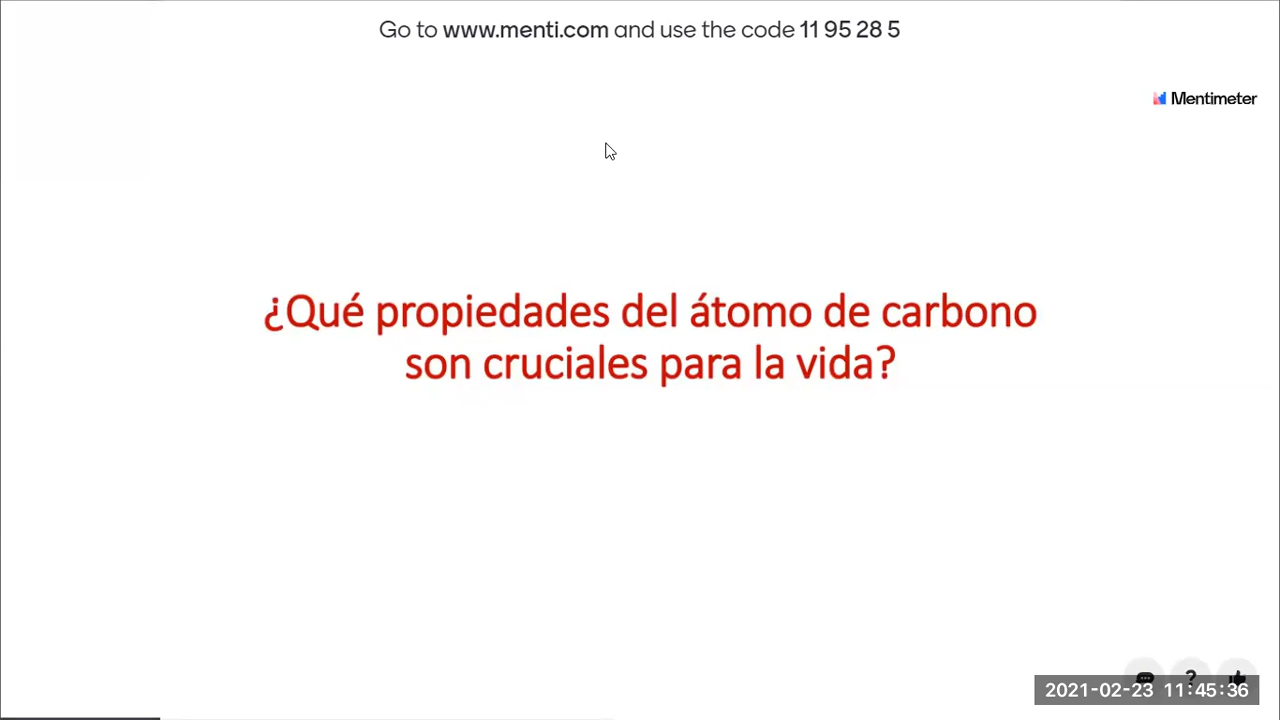 Go to www.menti.com and use the code 11 95 28 5
Mentimeter
¿Qué propiedades del átomo de carbono
son cruciales para la vida?
?
2021-02-23 11:45:36